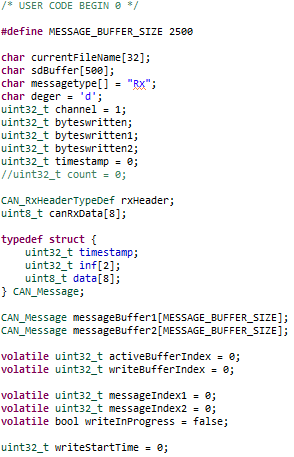 /* USER CODE BEGIN 0 */
#define MESSAGE_BUFFER_SIZE 2500
char currentFileName[32];
char sdBuffer[500];
char messagetype[] = "Rx";
char deger = 'd';
uint32_t channel = 1;
uint32_t byteswritten;
uint32_t byteswritten1;
uint32_t byteswritten2;
uint32_t timestamp = 0;
//uint32_t count = 0;
CAN_RxHeaderTypeDef rxHeader;
uint8_t canRxData[8];
typedef struct {
uint32_t timestamp;
uint32_t inf[2];
uint8_t data[8];
} CAN_Message;
CAN_Message messageBuffer1[MESSAGE_BUFFER_SIZE];
CAN_Message messageBuffer2[MESSAGE_BUFFER_SIZE];
volatile uint32_t activeBufferIndex = 0;
volatile uint32_t writeBufferIndex = 0;
volatile uint32_t messageIndex1 = 0;
volatile uint32_t messageIndex2 = 0;
volatile bool writeInProgress = false;
uint32_t writeStartTime = 0;